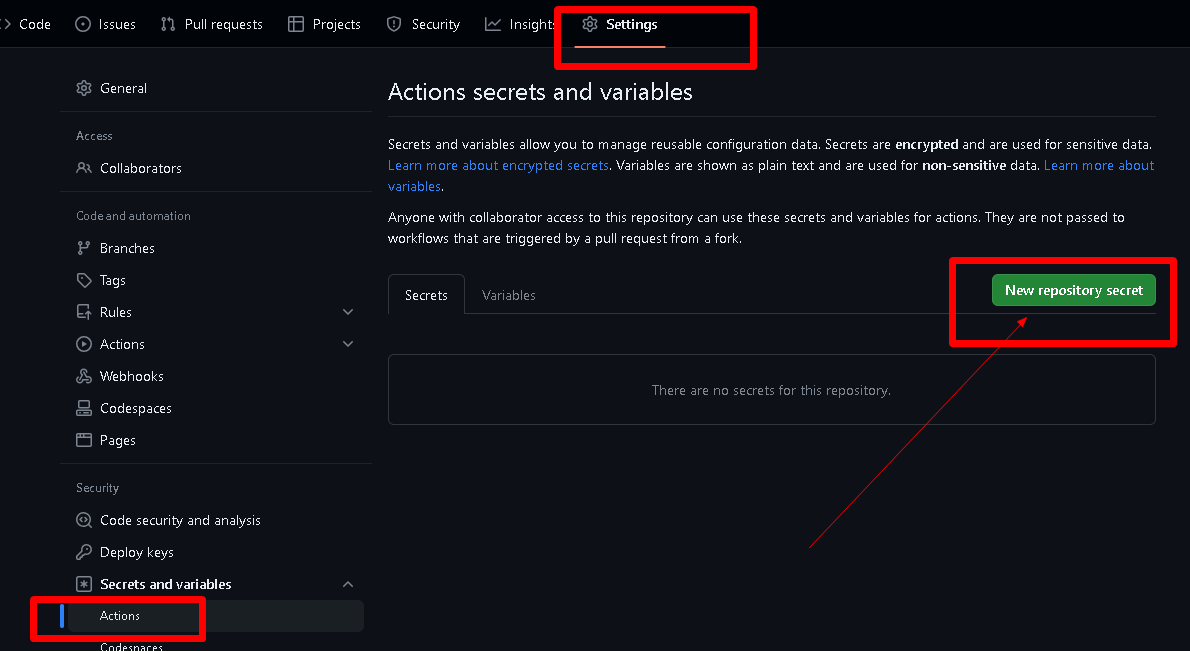 Code
Issues
Pull requests
Projects
Security
Insights
Settings
General
Access
Collaborators
Code and automation
Branches
Tags
Rules
Actions
Webhooks
Codespaces
Pages
Security
Code security and analysis
Deploy keys
Secrets and variables
Actions
Codespaces
Actions secrets and variables
Secrets and variables allow you to manage reusable configuration data. Secrets are encrypted and are used for sensitive data.
Learn more about encrypted secrets. Variables are shown as plain text and are used for non-sensitive data. Learn more about
variables.
Anyone with collaborator access to this repository can use these secrets and variables for actions. They are not passed to
workflows that are triggered by a pull request from a fork.
Secrets
Variables
New repository secret
There are no secrets for this repository.